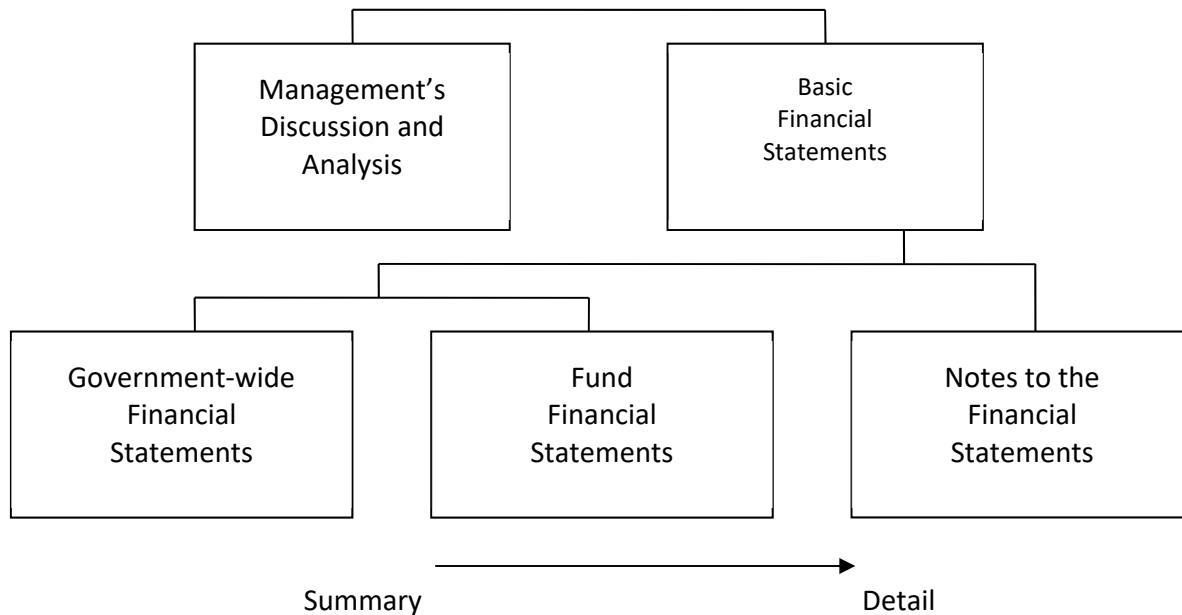 Management’s
Discussion and
Analysis
Basic
Financial
Statements
Government-wide
Financial
Statements
Fund
Financial
Statements
Notes to the
Financial
Statements
Summary
Detail